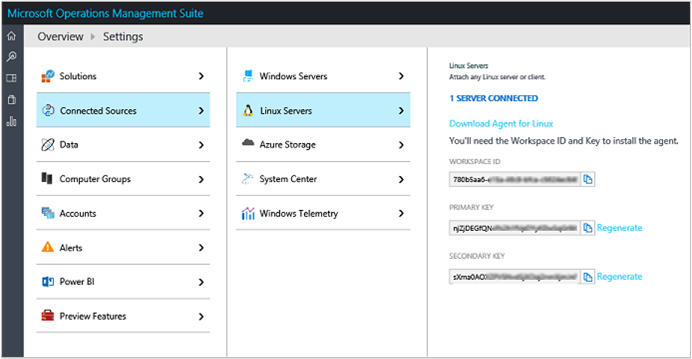 Microsoft Operations Management Suite
Overview Settings
Solutions
Connected Sources
Data
Computer Groups
Accounts
Alerts
Power BI
Preview Features
Windows Servers
Linux Servers
Azure Storage
System Center
Windows Telemetry
Linux Servers
Attach any Linux server or client.
1 SERVER CONNECTED
Download Agent for Linux
You'll need the Workspace ID and Key to install the agent.
WORKSPACE ID
780b5aa6-
PRIMARY KEY
njZjDEGfQN
Regenerate
SECONDARY KEY
sXma0AOX
Regenerate